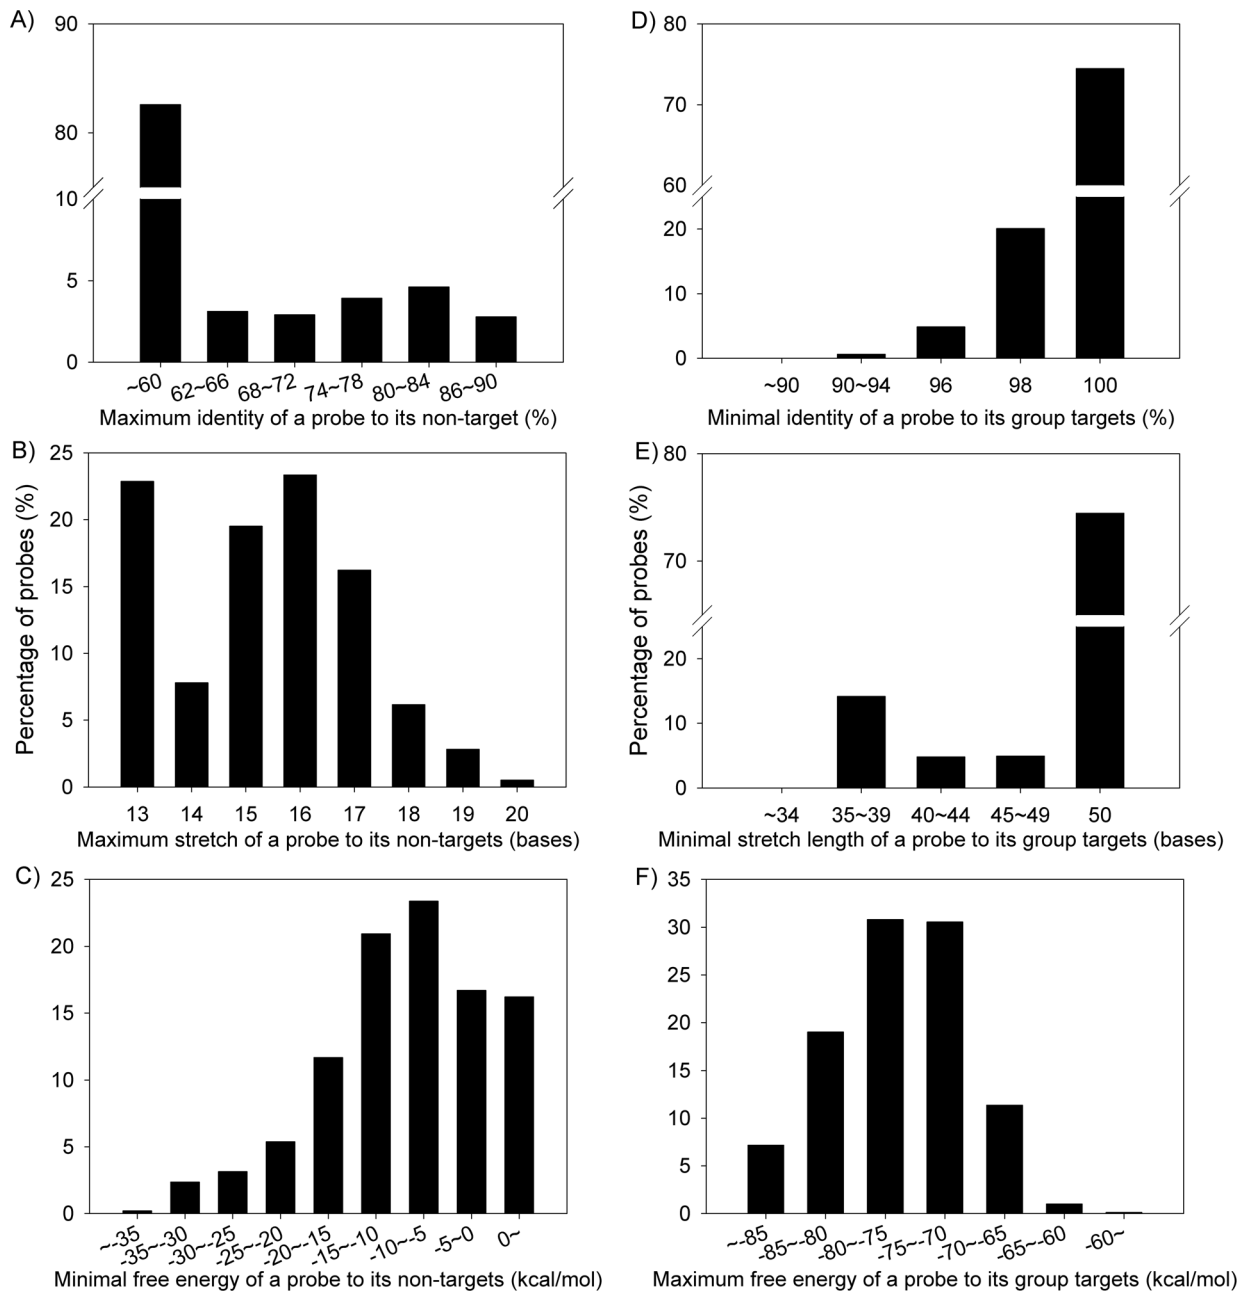 A)
90
80
10
5
0
~60 62~66 68~72 74~78 80~84 86~90
Maximum identity of a probe to its non-target (%)
D)
80
70
60
20
10
0
~90 90~94 96 98 100
Minimal identity of a probe to its group targets (%)
B)
Percentage of probes (%)
25
20
15
10
5
0
13 14 15 16 17 18 19 20
Maximum stretch of a probe to its non-targets (bases)
E)
Percentage of probes (%)
80
70
20
10
0
~34 35~39 40~44 45~49 50
Minimal stretch length of a probe to its group targets (bases)
C)
25
20
15
10
5
0
~-35 -35~-30 -30~-25 -25~-20 -20~-15 -15~-10 -10~-5 -5~0 0~
Minimal free energy of a probe to its non-targets (kcal/mol)
F)
35
30
25
20
15
10
5
0
~-85 -85~-80 -80~-75 -75~-70 -70~-65 -65~-60 -60~
Maximum free energy of a probe to its group targets (kcal/mol)